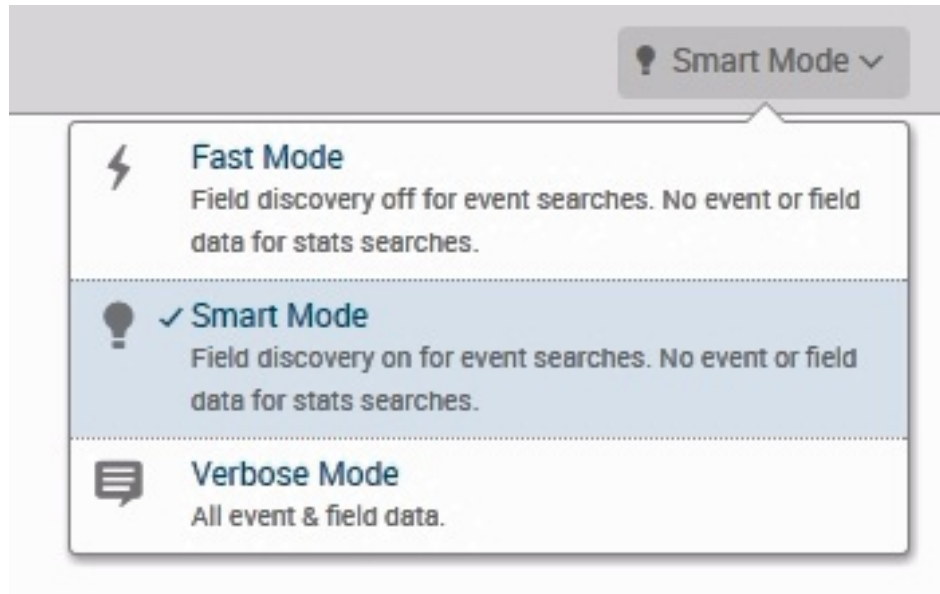 Smart Mode
Fast Mode
Field discovery off for event searches. No event or field
data for stats searches.
Smart Mode
Field discovery on for event searches. No event or field
data for stats searches.
Verbose Mode
All event & field data.